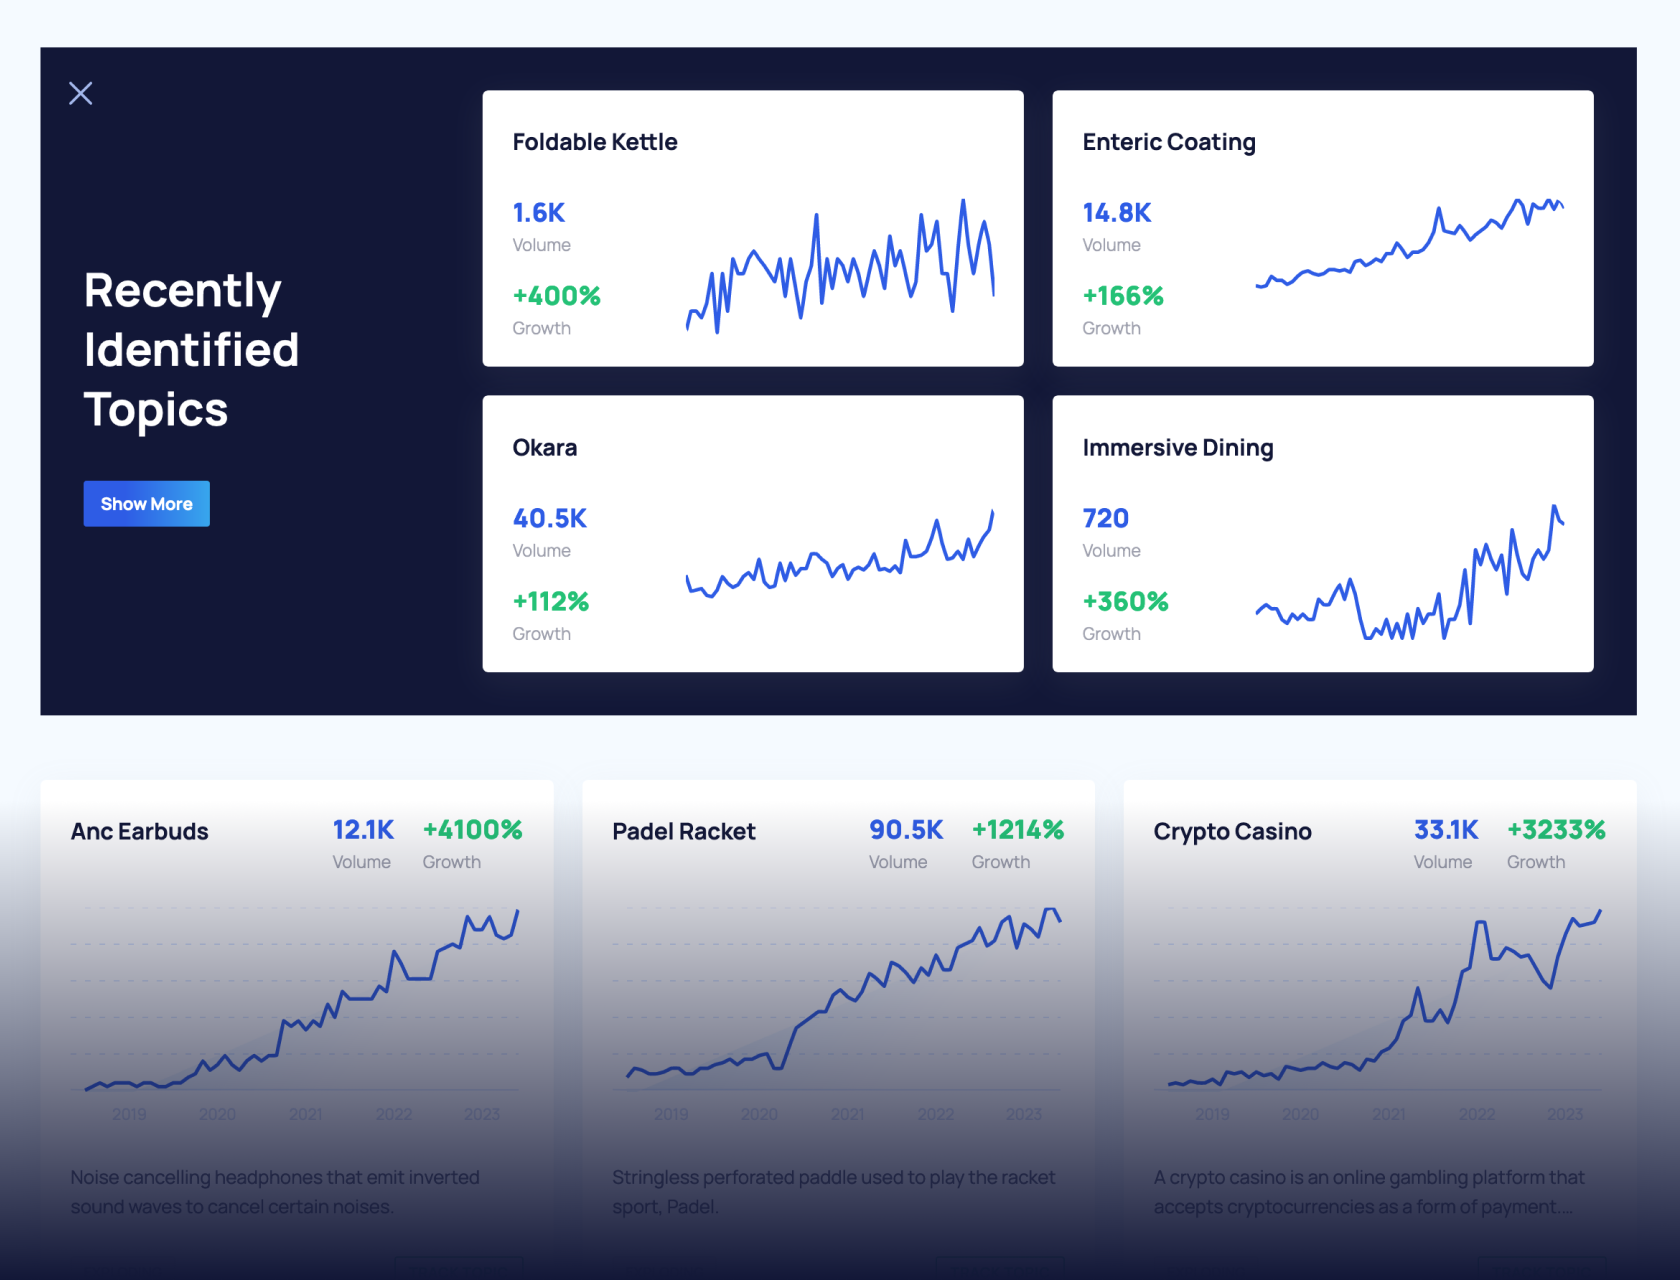 Recently
Identified
Topics
Show More
Foldable Kettle
1.6K
Volume
+400%
Growth
Enteric Coating
14.8K
Volume
+166%
Growth
Okara
40.5K
Volume
+112%
Growth
Immersive Dining
720
Volume
+360%
Growth
Anc Earbuds
12.1K +4100%
Volume Growth
2019 2020 2021 2022 2023
Noise cancelling headphones that emit inverted
sound waves to cancel certain noises.
Padel Racket
90.5K +1214%
Volume Growth
2019 2020 2021 2022 2023
Stringless perforated paddle used to play the racket
sport, Padel.
Crypto Casino
33.1K +3233%
Volume Growth
2019 2020 2021 2022 2023
A crypto casino is an online gambling platform that
accepts cryptocurrencies as a form of payment....